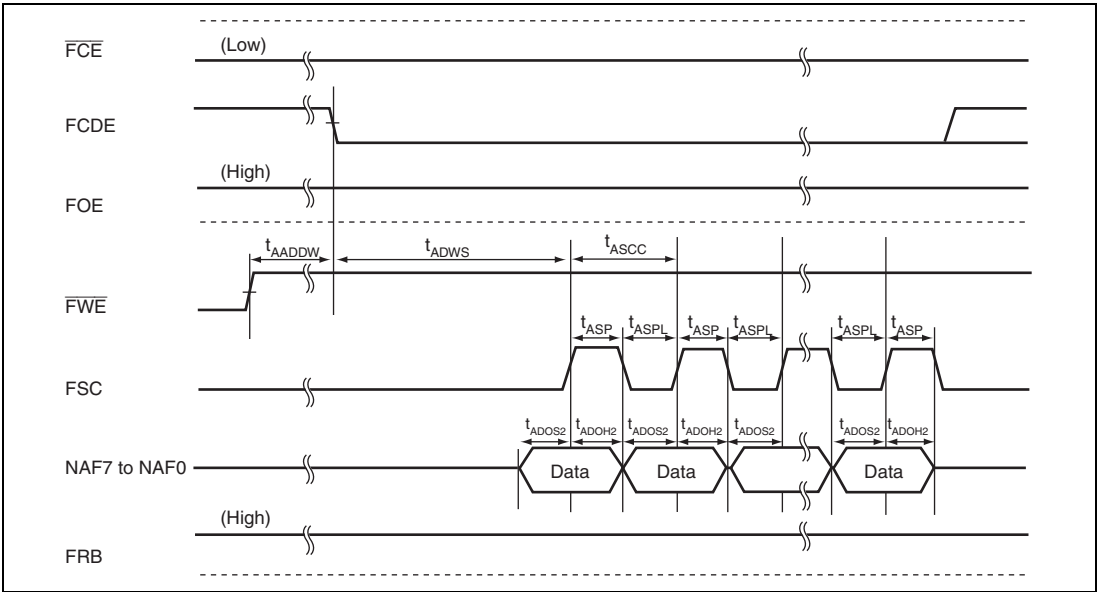 FCE (Low)
FCDE
(High)
FOE
tAADDW tADWS tASCC
FWE
tASP tASPL tASP tASPL tASPL tASP
FSC
tADOS2 tADOH2 tADOS2 tADOH2 tADOS2 tADOS2 tADOH2
NAF7 to NAF0 Data Data Data
(High)
FRB